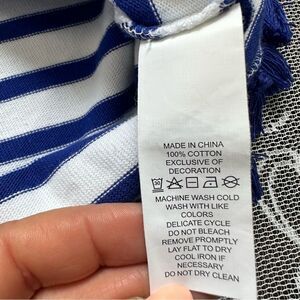 MADE IN CHINA
100% COTTON
EXCLUSIVE OF
DECORATION
MACHINE WASH COLD
WASH WITH LIKE
COLORS
DELICATE CYCLE
DO NOT BLEACH
REMOVE PROMPTLY
LAY FLAT TO DRY
COOL IRON IF
NECESSARY
DO NOT DRY CLEAN